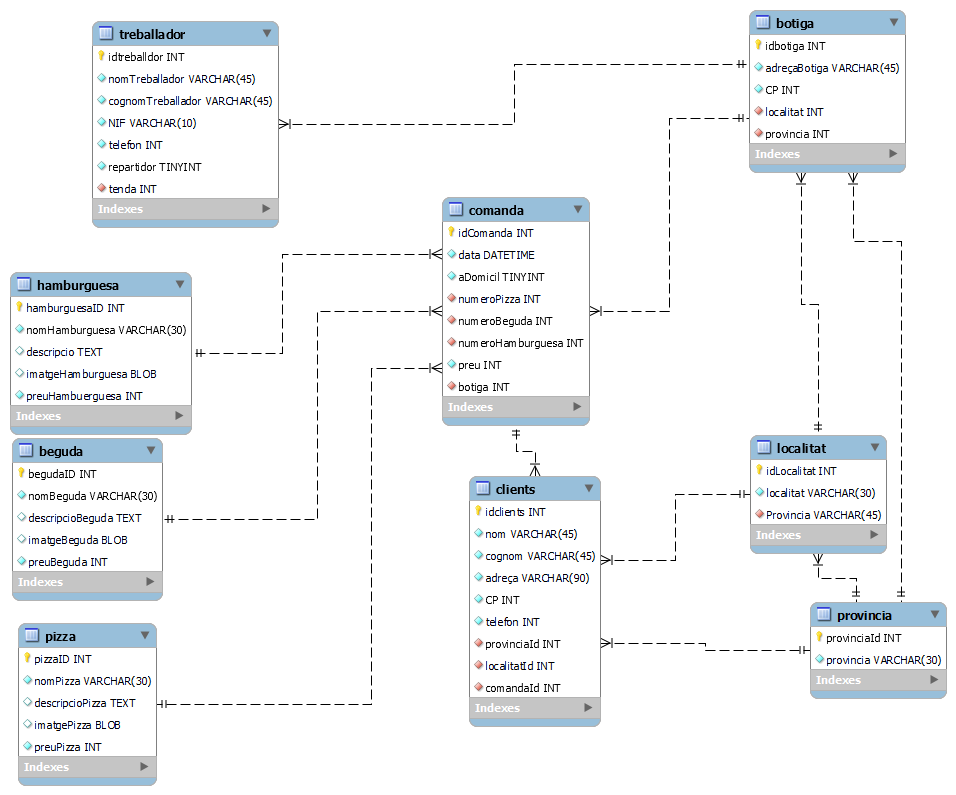 treballador
idtreballdor INT
nomTreballador VARCHAR(45)
cognomTreballador VARCHAR(45)
NIF VARCHAR(10)
telefon INT
repartidor TINYINT
tenda INT
Indexes
botiga
idbotiga INT
adreçaBotiga VARCHAR(45)
CP INT
localitat INT
provincia INT
Indexes
comanda
idComanda INT
data DATETIME
aDomicil TINYINT
numeroPizza INT
numeroBeguda INT
numeroHamburguesa INT
preu INT
botiga INT
Indexes
hamburguesa
hamburguesaID INT
nomHamburguesa VARCHAR(30)
descripcio TEXT
imatgeHamburguesa BLOB
preuHambuerguesa INT
Indexes
beguda
begudaID INT
nomBeguda VARCHAR(30)
descripcioBeguda TEXT
imatgeBeguda BLOB
preuBeguda INT
Indexes
clients
idclients INT
nom VARCHAR(45)
cognom VARCHAR(45)
adreça VARCHAR(90)
CP INT
telefon INT
provinciaId INT
localitatId INT
comandaId INT
Indexes
localitat
idLocalitat INT
localitat VARCHAR(30)
Provincia VARCHAR(45)
Indexes
pizza
pizzaID INT
nomPizza VARCHAR(30)
descripcioPizza TEXT
imatgePizza BLOB
preuPizza INT
Indexes
provincia
provinciaId INT
provincia VARCHAR(30)
Indexes